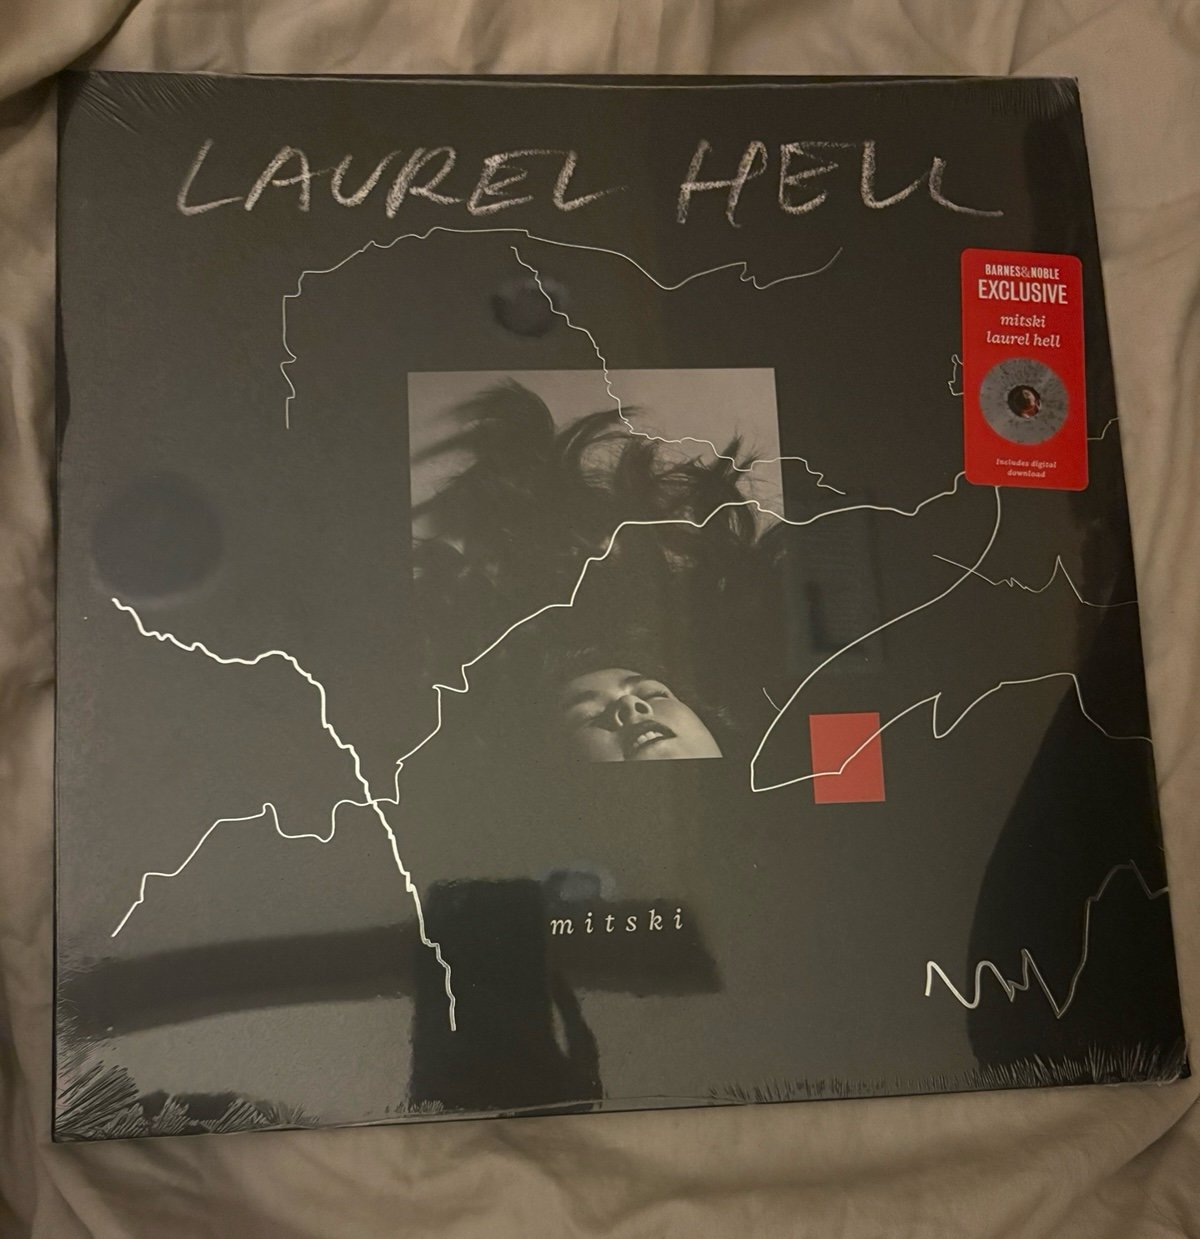 LAUREL HELL
BARNES&NOBLE
EXCLUSIVE
mitski
laurel hell
Includes digital
download
mitski